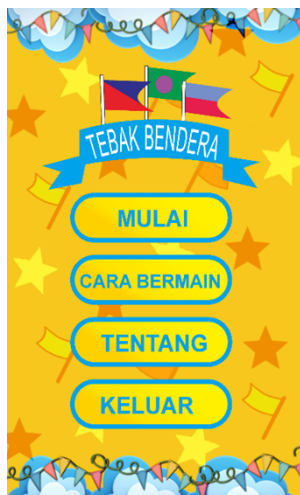 TEBAK BENDERA
MULAI
CARA BERMAIN
TENTANG
KELUAR